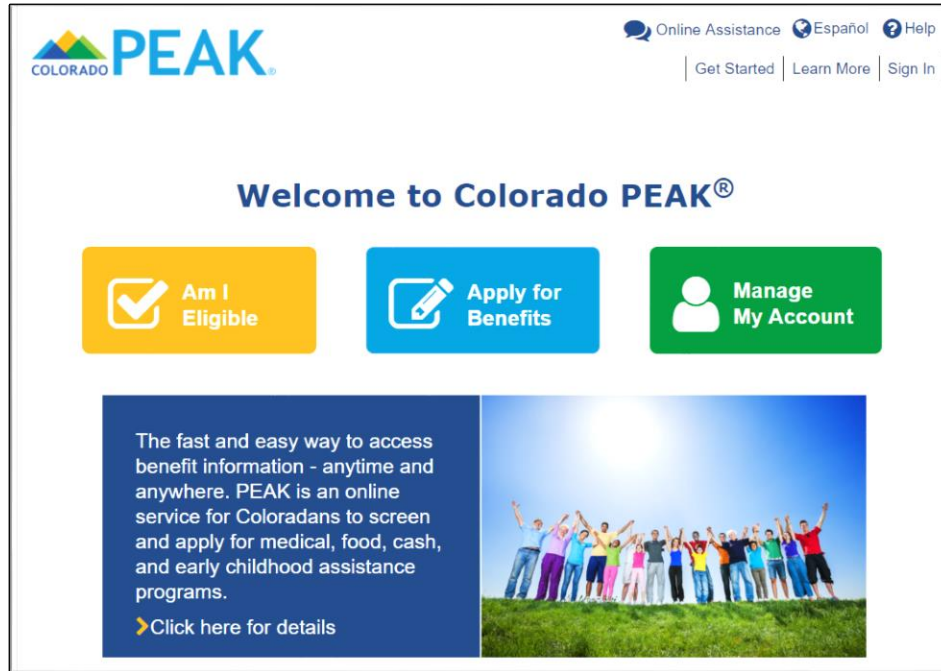 COLORADO PEAK®
Online Assistance Español Help
Get Started Learn More Sign In
Welcome to Colorado PEAK®
Am I
Eligible
Apply for
Benefits
Manage
My Account
The fast and easy way to access
benefit information - anytime and
anywhere. PEAK is an online
service for Coloradans to screen
and apply for medical, food, cash,
and early childhood assistance
programs.
Click here for details